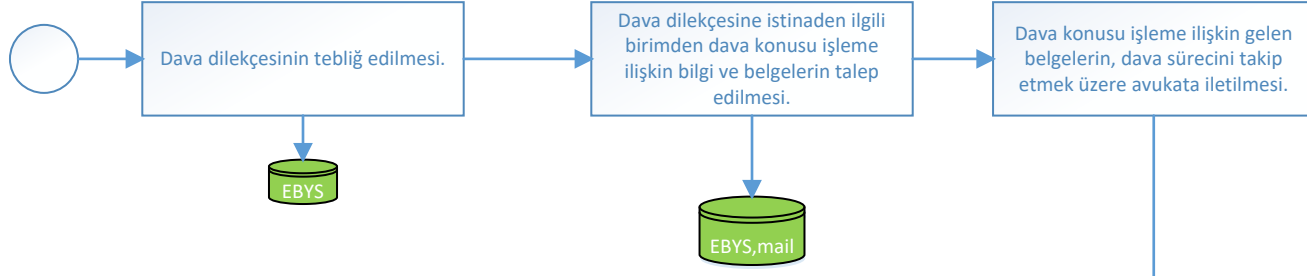 Dava dilekçesinin tebliğ edilmesi.
EBYS
Dava dilekçesine istinaden ilgili
birimden dava konusu işleme
ilişkin bilgi ve belgelerin talep
edilmesi.
EBYS,mail
Dava konusu işleme ilişkin gelen
belgelerin, dava sürecini takip
etmek üzere avukata iletilmesi.